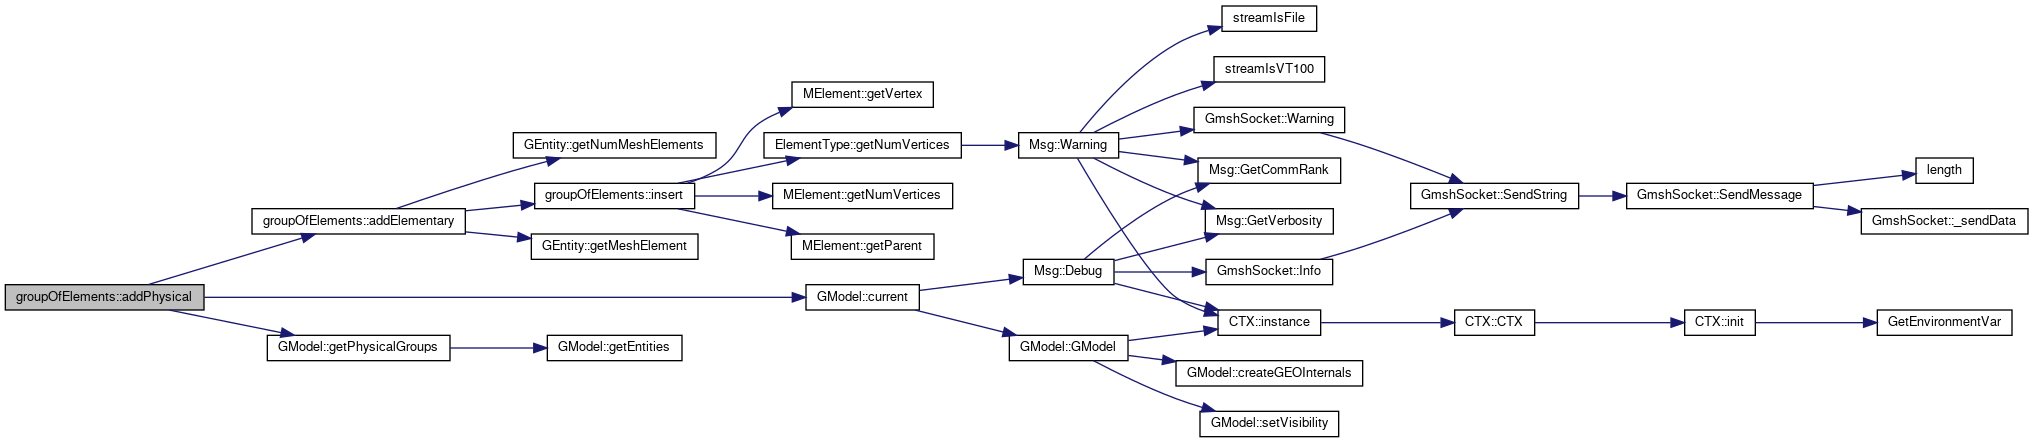 streamIsFile
streamIsVT100
MElement::getVertex
GmshSocket::Warning
GEntity::getNumMeshElements
ElementType::getNumVertices
Msg::Warning
Msg::GetCommRank
length
groupOfElements::insert
MElement::getNumVertices
GmshSocket::SendString
GmshSocket::SendMessage
groupOfElements::addElementary
Msg::GetVerbosity
GmshSocket::_sendData
GEntity::getMeshElement
MElement::getParent
Msg::Debug
GmshSocket::Info
groupOfElements::addPhysical
GModel::current
CTX::instance
CTX::CTX
CTX::init
GetEnvironmentVar
GModel::getPhysicalGroups
GModel::getEntities
GModel::GModel
GModel::createGEOInternals
GModel::setVisibility